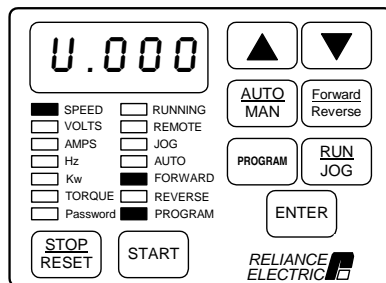 U.000
SPEED
VOLTS
AMPS
Hz
Kw
TORQUE
Password
RUNNING
REMOTE
JOG
AUTO
FORWARD
REVERSE
PROGRAM
AUTO
MAN
Forward
Reverse
PROGRAM
RUN
JOG
ENTER
STOP
RESET
START
RELIANCE
ELECTRIC